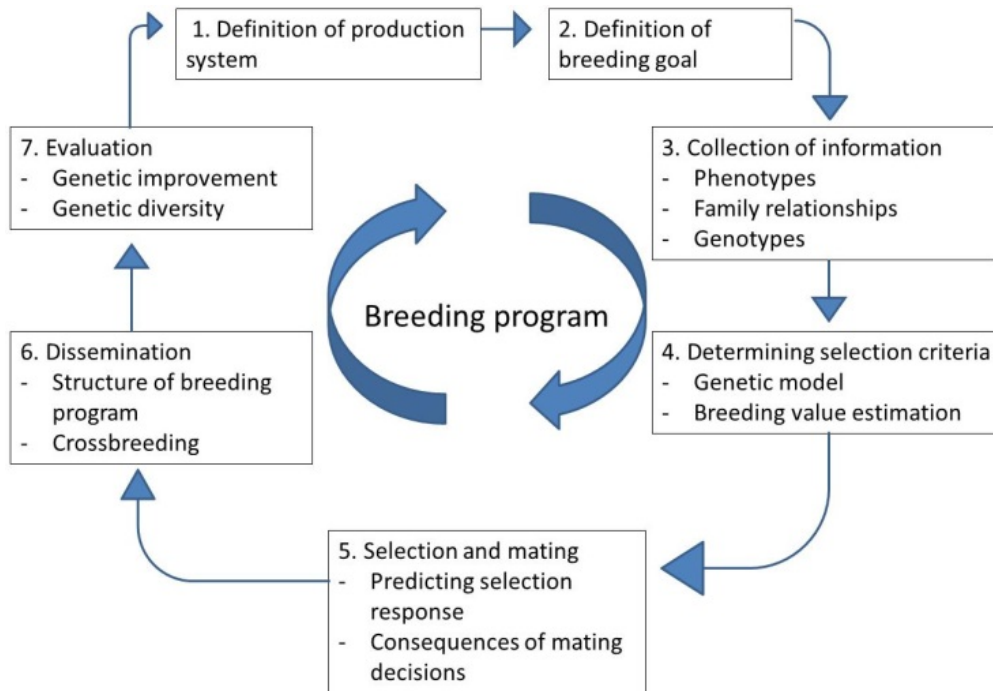 1. Definition of production
system
2. Definition of
breeding goal
3. Collection of information
- Phenotypes
- Family relationships
- Genotypes
4. Determining selection criteria
- Genetic model
- Breeding value estimation
5. Selection and mating
- Predicting selection
response
- Consequences of mating
decisions
6. Dissemination
- Structure of breeding
program
- Crossbreeding
7. Evaluation
- Genetic improvement
- Genetic diversity
Breeding program